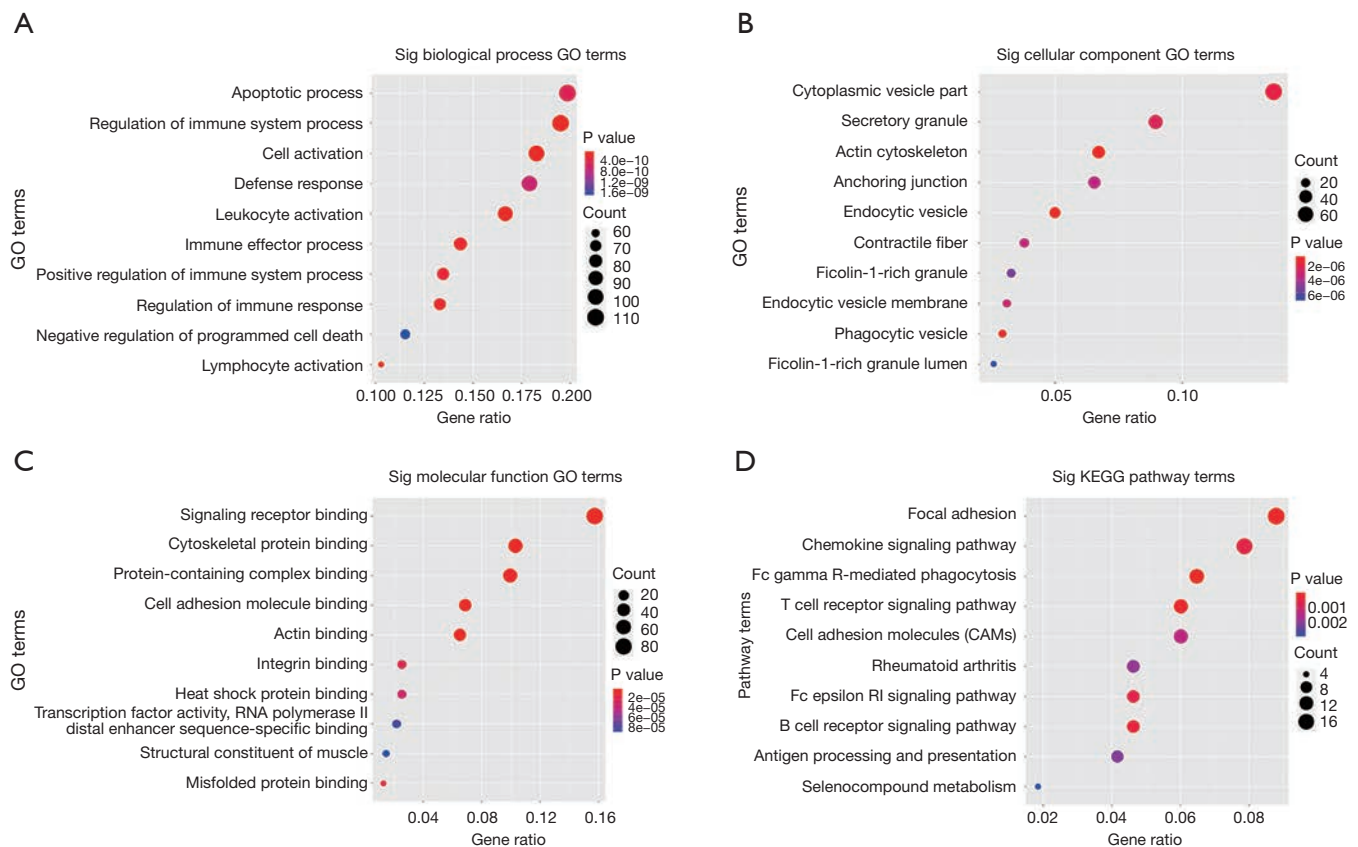 A
Sig biological process GO terms
GO terms
Apoptotic process
Regulation of immune system process
Cell activation
Defense response
Leukocyte activation
Immune effector process
Positive regulation of immune system process
Regulation of immune response
Negative regulation of programmed cell death
Lymphocyte activation
0.100 0.125 0.150 0.175 0.200
Gene ratio
P value
4.0e−10
8.0e−10
1.2e−09
1.6e−09
Count
60
70
80
90
100
110
B
Sig cellular component GO terms
GO terms
Cytoplasmic vesicle part
Secretory granule
Actin cytoskeleton
Anchoring junction
Endocytic vesicle
Contractile fiber
Ficolin-1-rich granule
Endocytic vesicle membrane
Phagocytic vesicle
Ficolin-1-rich granule lumen
0.05 0.10
Gene ratio
Count
20
40
60
P value
2e−06
4e−06
6e−06
C
Sig molecular function GO terms
GO terms
Signaling receptor binding
Cytoskeletal protein binding
Protein-containing complex binding
Cell adhesion molecule binding
Actin binding
Integrin binding
Heat shock protein binding
Transcription factor activity, RNA polymerase II
distal enhancer sequence-specific binding
Structural constituent of muscle
Misfolded protein binding
0.04 0.08 0.12 0.16
Gene ratio
Count
20
40
60
80
P value
2e−05
4e−05
6e−05
8e−05
D
Sig KEGG pathway terms
Pathway terms
Focal adhesion
Chemokine signaling pathway
Fc gamma R-mediated phagocytosis
T cell receptor signaling pathway
Cell adhesion molecules (CAMs)
Rheumatoid arthritis
Fc epsilon RI signaling pathway
B cell receptor signaling pathway
Antigen processing and presentation
Selenocompound metabolism
0.02 0.04 0.06 0.08
Gene ratio
P value
0.001
0.002
Count
4
8
12
16